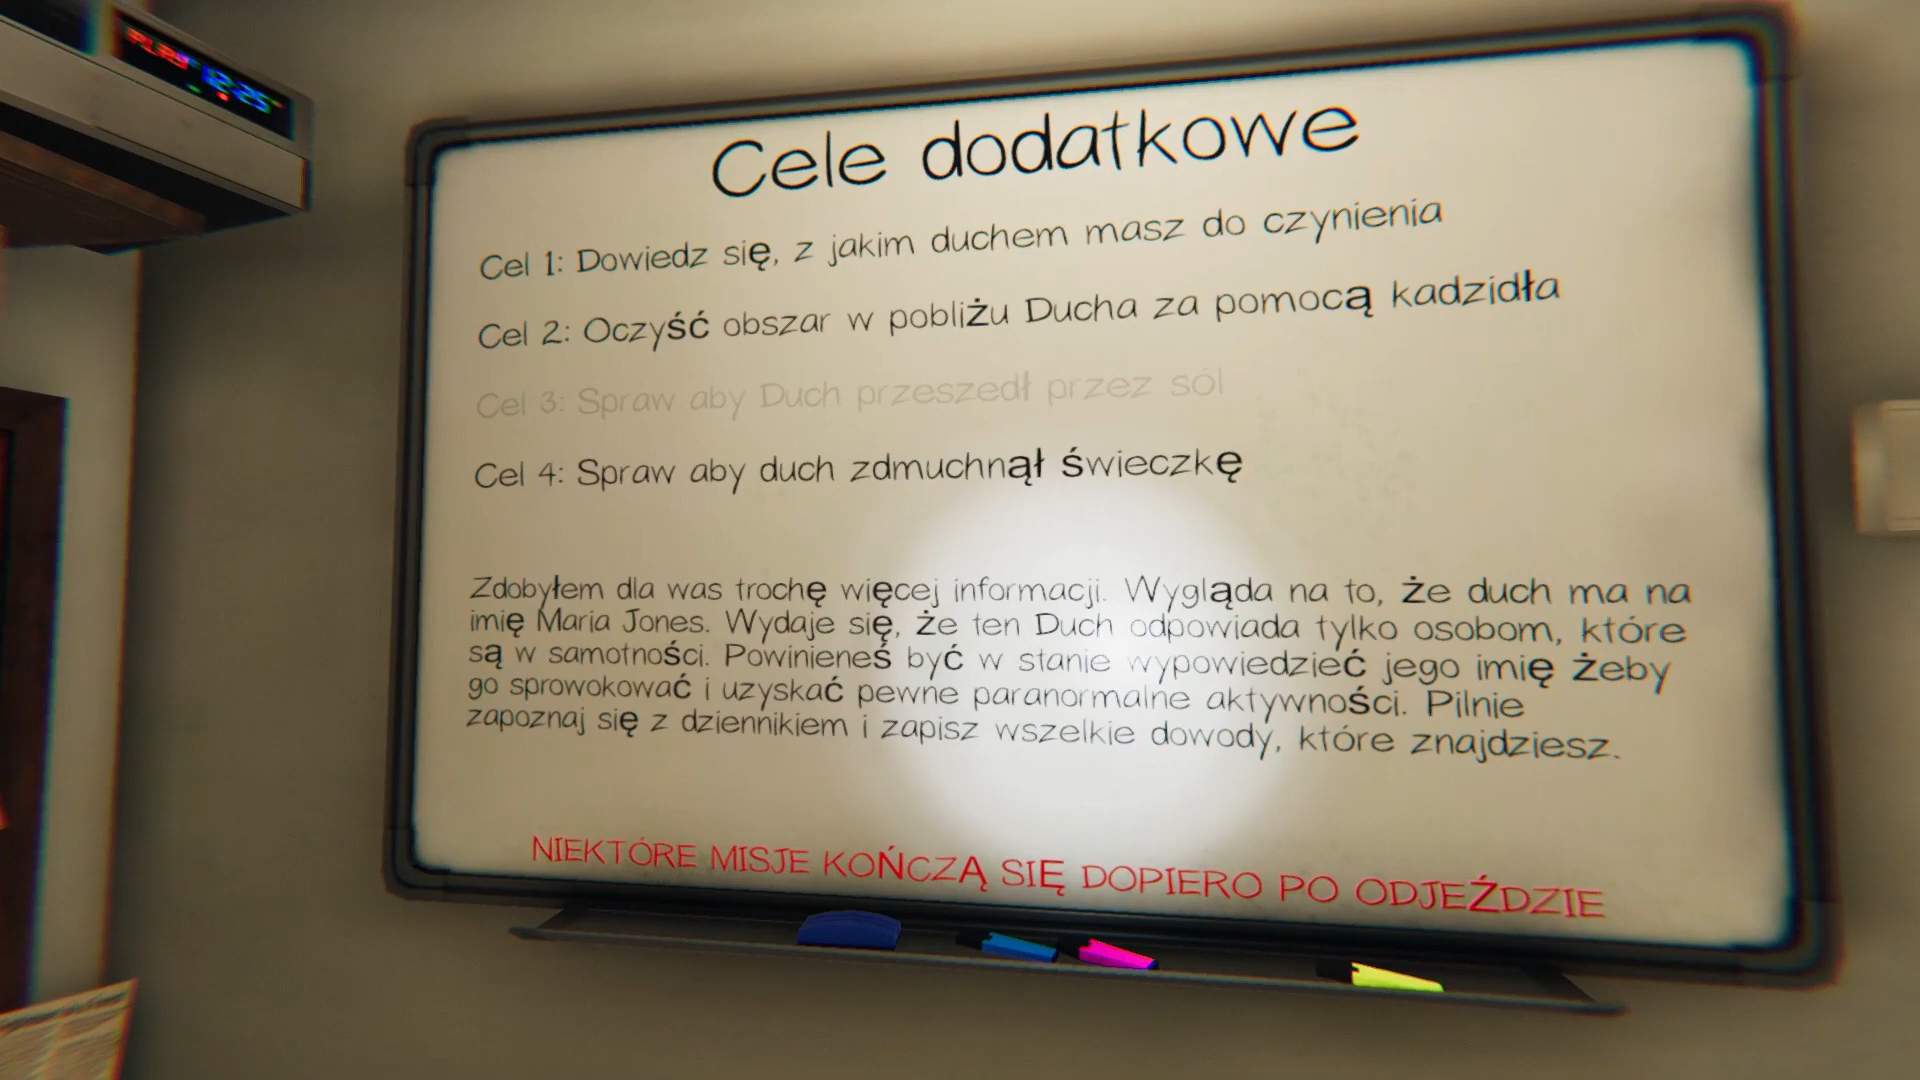 Cele dodatkowe
Cel 1: Dowiedz się, z jakim duchem masz do czynienia
Cel 2: Oczyść obszar w pobliżu Ducha za pomocą kadzidła
Cel 3: Spraw aby Duch przeszedł przez sól
Cel 4: Spraw aby duch zdmuchnął świeczkę
Zdobyłem dla was trochę więcej informacji. Wygląda na to, że duch ma na
imię Maria Jones. Wydaje się, że ten Duch odpowiada tylko osobom, które
są w samotności. Powinieneś być w stanie wypowiedzieć jego imię żeby
go sprowokować i uzyskać pewne paranormalne aktywności. Pilnie
zapoznaj się z dziennikiem i zapisz wszelkie dowody, które znajdziesz.
NIEKTÓRE MISJE KOŃCZĄ SIĘ DOPIERO PO ODJEŹDZIE